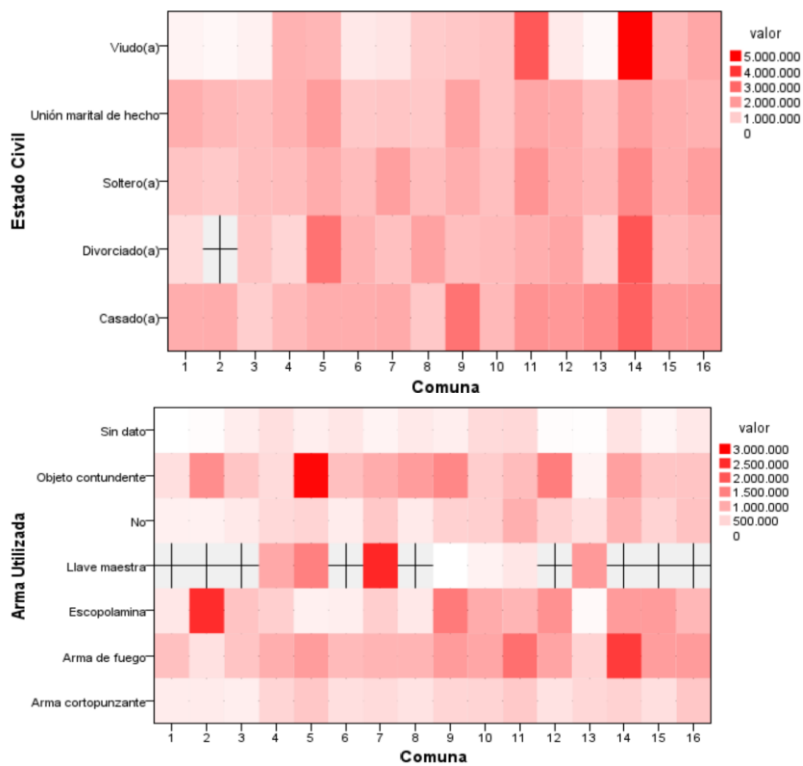 valor
5.000.000
4.000.000
3.000.000
2.000.000
1.000.000
0
Estado Civil
Viudo(a)
Unión marital de hecho
Soltero(a)
Divorciado(a)
Casado(a)
1 2 3 4 5 6 7 8 9 10 11 12 13 14 15 16
Comuna
valor
3.000.000
2.500.000
2.000.000
1.500.000
1.000.000
500.000
0
Arma Utilizada
Sin dato
Objeto contundente
No
Llave maestra
Escopolamina
Arma de fuego
Arma cortopunzante
1 2 3 4 5 6 7 8 9 10 11 12 13 14 15 16
Comuna